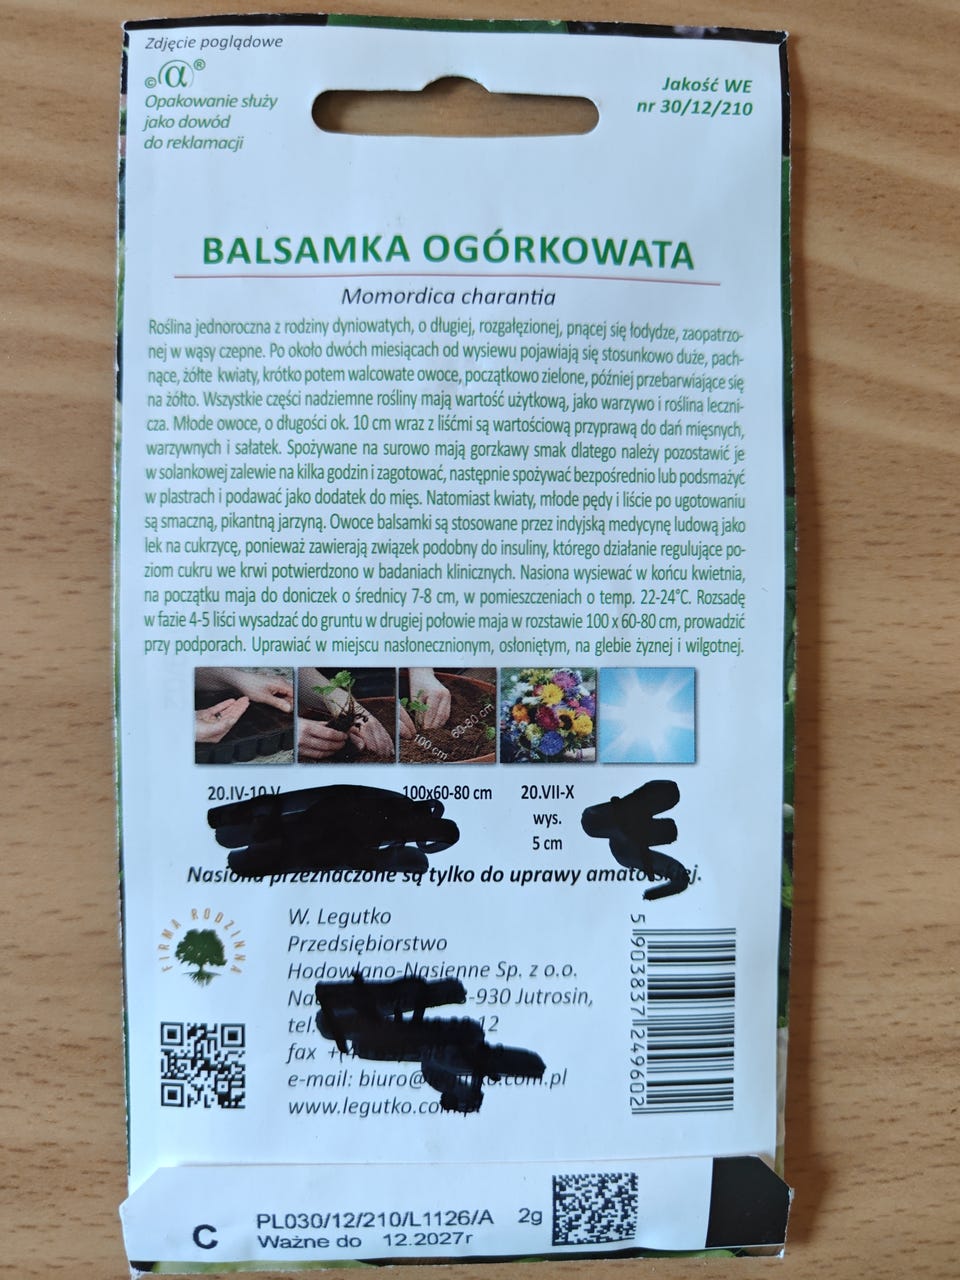 Zdjęcie poglądowe
© α ®
Opakowanie służy
jako dowód
do reklamacji
Jakość WE
nr 30/12/210
BALSAMKA OGÓRKOWATA
Momordica charantia
Roślina jednoroczna z rodziny dyniowatych, o długiej, rozgałęzionej, pnącej się łodydze, zaopatrzo-
nej w wąsy czepne. Po około dwóch miesiącach od wysiewu pojawiają się stosunkowo duże, pach-
nące, żółte kwiaty, krótko potem walcowate owoce, początkowo zielone, później przebarwiające się
na żółto. Wszystkie części nadziemne rośliny mają wartość użytkową, jako warzywo i roślina leczni-
cza. Młode owoce, o długości ok. 10 cm wraz z liśćmi są wartościową przyprawą do dań mięsnych,
warzywnych i sałatek. Spożywane na surowo mają gorzkawy smak dlatego należy pozostawić je
w solankowej zalewie na kilka godzin i zagotować, następnie spożywać bezpośrednio lub podsmażyć
w plastrach i podawać jako dodatek do mięs. Natomiast kwiaty, młode pędy i liście po ugotowaniu
są smaczną, pikantną jarzyną. Owoce balsamki są stosowane przez indyjską medycynę ludową jako
lek na cukrzycę, ponieważ zawierają związek podobny do insuliny, którego działanie regulujące po-
ziom cukru we krwi potwierdzono w badaniach klinicznych. Nasiona wysiewać w końcu kwietnia,
na początku maja do doniczek o średnicy 7-8 cm, w pomieszczeniach o temp. 22-24°C. Rozsadę
w fazie 4-5 liści wysadzać do gruntu w drugiej połowie maja w rozstawie 100 x 60-80 cm, prowadzić
przy podporach. Uprawiać w miejscu nasłonecznionym, osłoniętym, na glebie żyznej i wilgotnej.
100 cm 60-80 cm
20.IV-10.V 100x60-80 cm 20.VII-X
wys.
5 cm
Nasiona przeznaczone są tylko do uprawy amatorskiej.
FIRMA RODZINNA
W. Legutko
Przedsiębiorstwo
Hodowlano-Nasienne Sp. z o.o.
-930 Jutrosin,
tel. 12
fax
e-mail: biuro@legutko.com.pl
www.legutko.com.pl
5 903837 249602
C PL030/12/210/L1126/A 2g
Ważne do 12.2027r